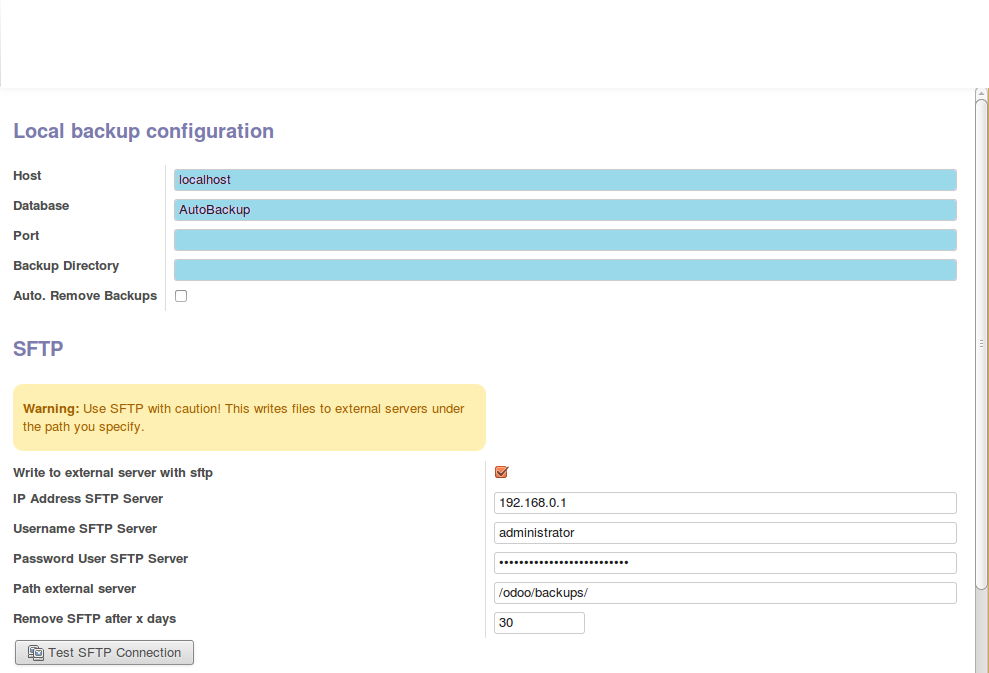 Local backup configuration
Host localhost
Database AutoBackup
Port
Backup Directory
Auto. Remove Backups
SFTP
Warning: Use SFTP with caution! This writes files to external servers under
the path you specify.
Write to external server with sftp
IP Address SFTP Server 192.168.0.1
Username SFTP Server administrator
Password User SFTP Server ••••••••••••••••••••••••••
Path external server /odoo/backups/
Remove SFTP after x days 30
Test SFTP Connection